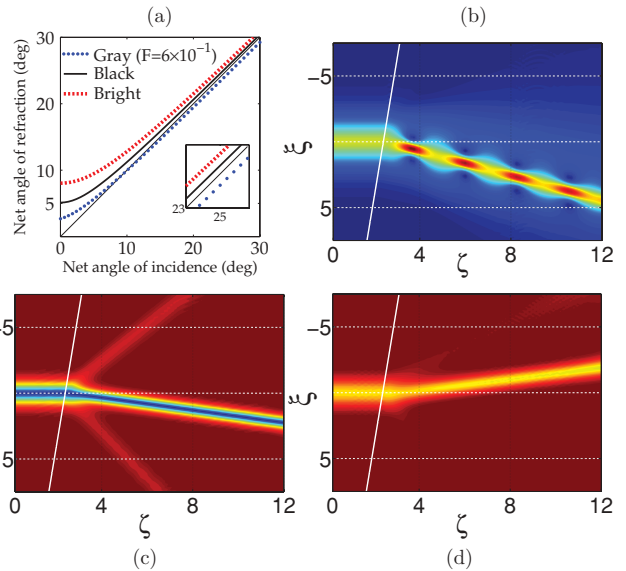 (a)
(b)
Net angle of refraction (deg)
30
20
10
5
Gray (F=6×10⁻¹)
Black
Bright
23
25
0
10
20
30
Net angle of incidence (deg)
ξ
-5
5
0
4
8
12
ζ
-5
5
0
4
8
12
ζ
(c)
ξ
-5
5
0
4
8
12
ζ
(d)